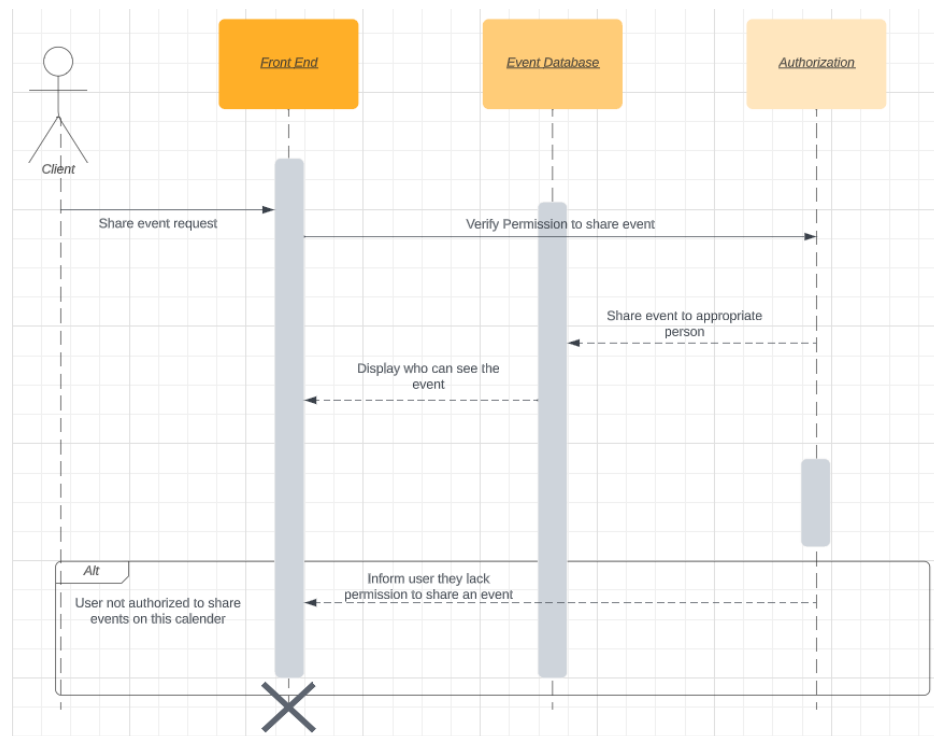 Front End
Event Database
Authorization
Client
Share event request
Verify Permission to share event
Share event to appropriate
person
Display who can see the
event
Alt
User not authorized to share
events on this calender
Inform user they lack
permission to share an event